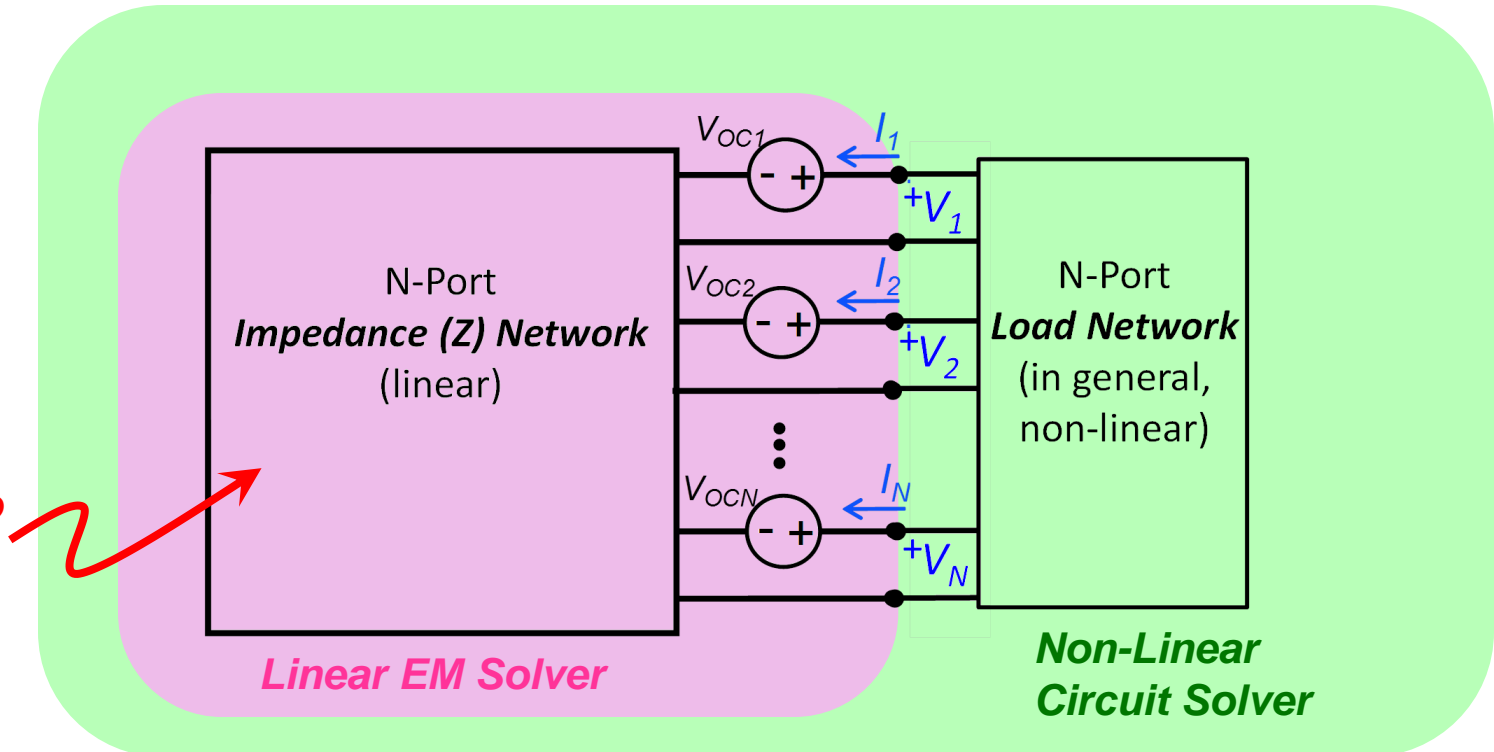 V_OC1
I_1
- +
+V_1
N-Port
Impedance (Z) Network
(linear)
V_OC2
I_2
- +
+V_2
N-Port
Load Network
(in general,
non-linear)
V_OCN
I_N
- +
+V_N
Linear EM Solver
Non-Linear
Circuit Solver